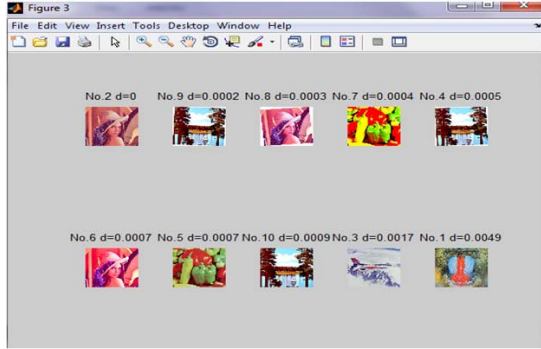 Figure 3
File Edit View Insert Tools Desktop Window Help
No.2 d=0 No.9 d=0.0002 No.8 d=0.0003 No.7 d=0.0004 No.4 d=0.0005
No.6 d=0.0007 No.5 d=0.0007 No.10 d=0.0009 No.3 d=0.0017 No.1 d=0.0049